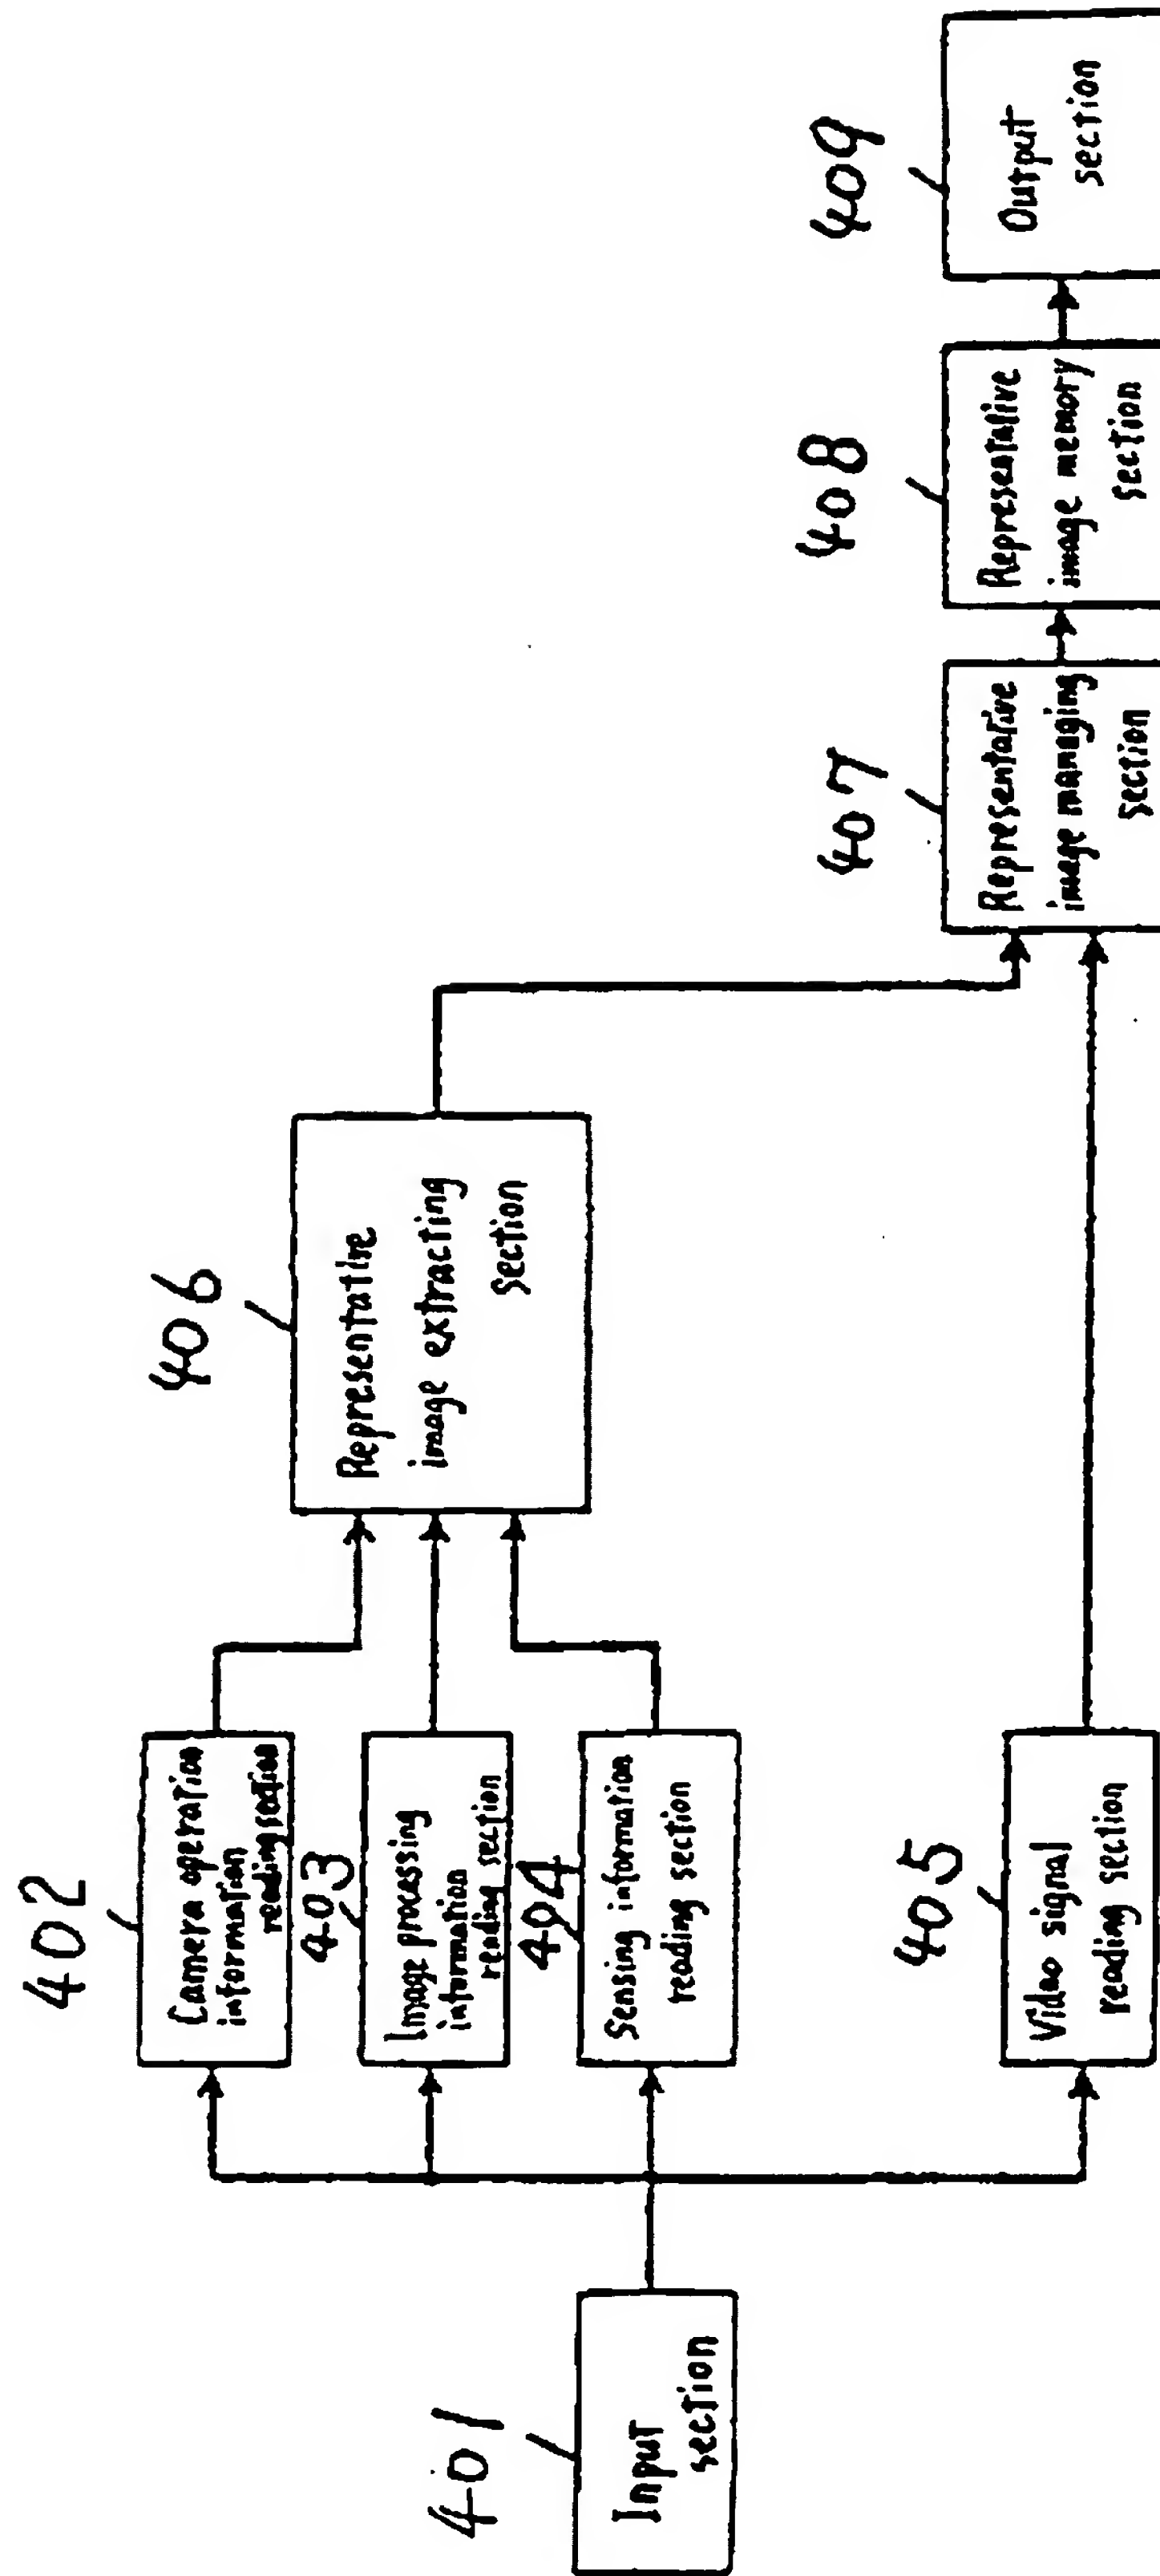 401
Input
section
402
Camera operation
information
reading section
403
Image processing
information
reading section
404
Sensing information
reading section
405
Video signal
reading section
406
Representative
image extracting
section
407
Representative
image managing
section
408
Representative
image memory
section
409
Output
section